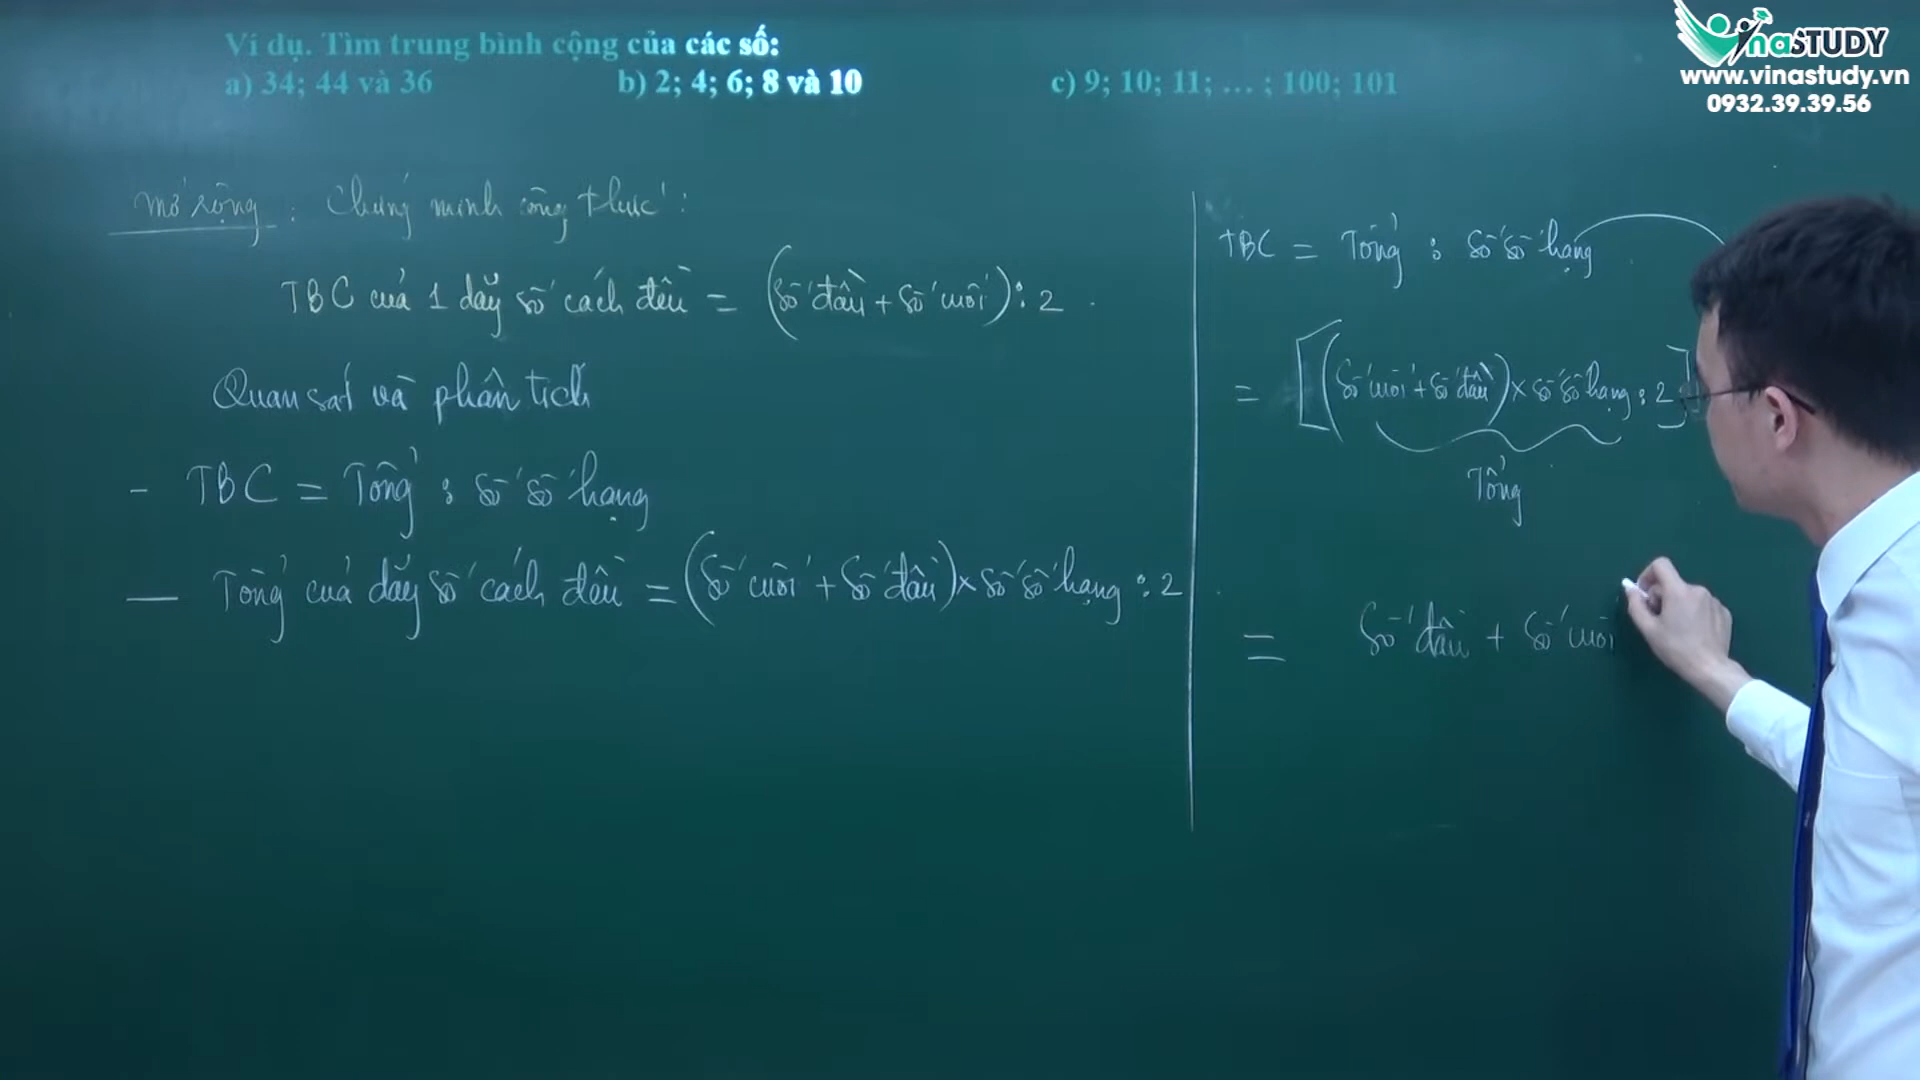 Ví dụ. Tìm trung bình cộng của các số:
a) 34; 44 và 36 b) 2; 4; 6; 8 và 10 c) 9; 10; 11; ... ; 100; 101
VinaSTUDY
www.vinastudy.vn
0932.39.39.56
Mở rộng : Chứng minh công thức :
TBC của 1 dãy số cách đều = (Số đầu + Số cuối) : 2
Quan sát và phân tích
- TBC = Tổng : số số hạng
- Tổng của dãy số cách đều = (Số cuối + Số đầu) x số số hạng : 2
TBC = Tổng : số số hạng
= [(Số cuối + số đầu) x số số hạng : 2]
Tổng
= Số đầu + số cuối